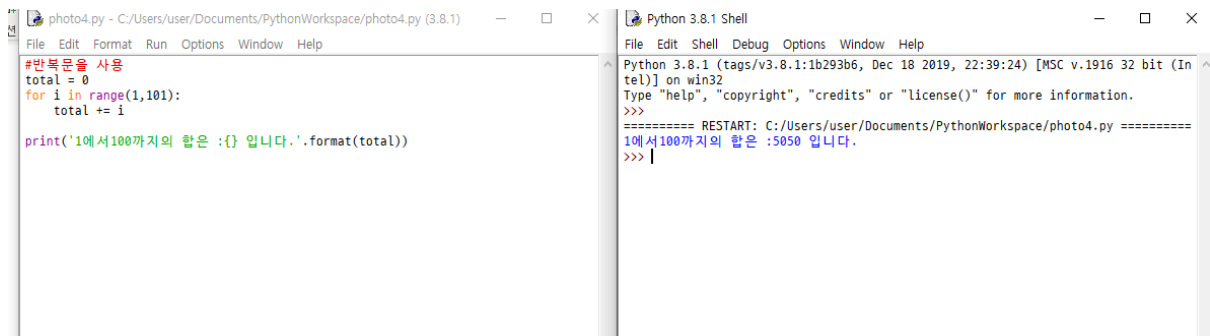 photo4.py - C:/Users/user/Documents/PythonWorkspace/photo4.py (3.8.1)
File Edit Format Run Options Window Help
#반복문을 사용
total = 0
for i in range(1,101):
    total += i
print('1에서100까지의 합은 :{} 입니다.'.format(total))
Python 3.8.1 Shell
File Edit Shell Debug Options Window Help
Python 3.8.1 (tags/v3.8.1:1b293b6, Dec 18 2019, 22:39:24) [MSC v.1916 32 bit (In
tel)] on win32
Type "help", "copyright", "credits" or "license()" for more information.
>>>
========== RESTART: C:/Users/user/Documents/PythonWorkspace/photo4.py ==========
1에서100까지의 합은 :5050 입니다.
>>>